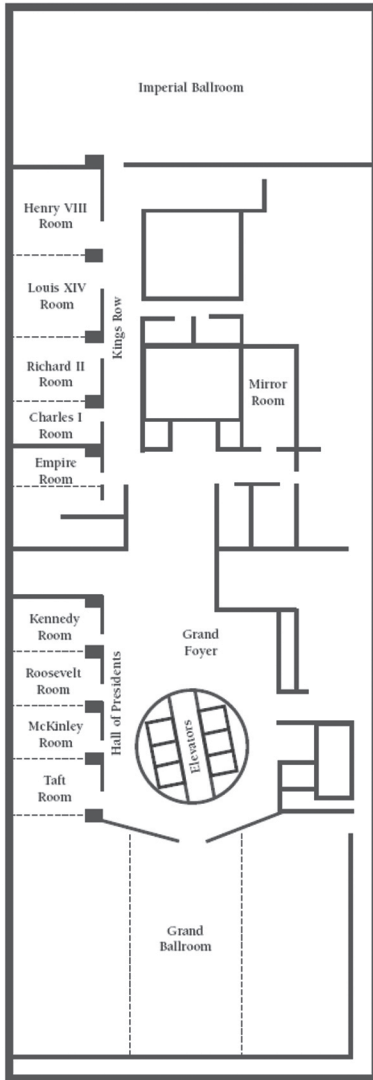 Imperial Ballroom
Henry VIII
Room
Louis XIV
Room
Kings Row
Richard II
Room
Mirror
Room
Charles I
Room
Empire
Room
Kennedy
Room
Grand
Foyer
Roosevelt
Room
Hall of Presidents
McKinley
Room
Elevators
Taft
Room
Grand
Ballroom